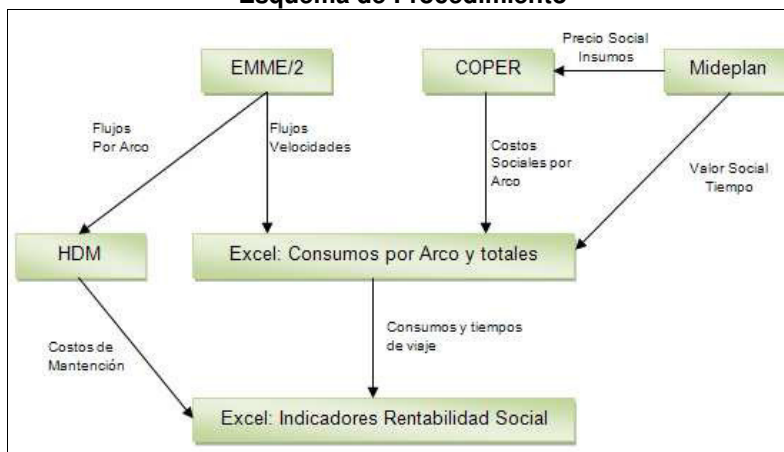 Esquema de Procedimiento
Precio Social
Insumos
EMME/2
COPER
Mideplan
Flujos
Por Arco
Flujos
Velocidades
Costos
Sociales por
Arco
Valor Social
Tiempo
HDM
Excel: Consumos por Arco y totales
Costos de
Mantención
Consumos y tiempos
de viaje
Excel: Indicadores Rentabilidad Social